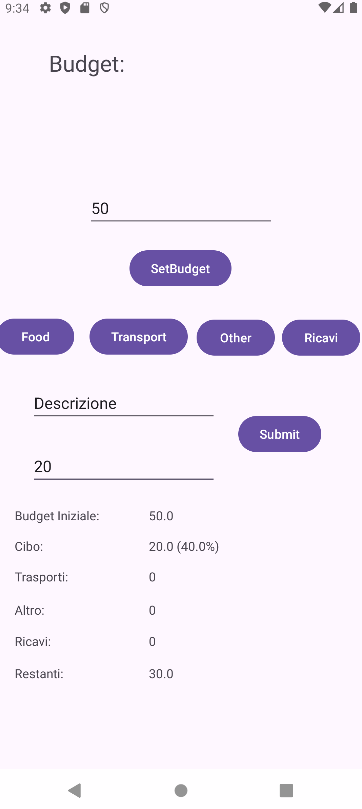 9:34
Budget:
50
SetBudget
Food Transport Other Ricavi
Descrizione
Submit
20
Budget Iniziale: 50.0
Cibo: 20.0 (40.0%)
Trasporti: 0
Altro: 0
Ricavi: 0
Restanti: 30.0